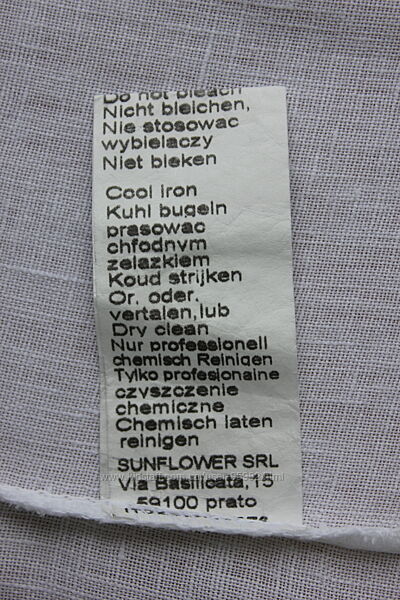 Do not bleach
Nicht bleichen,
Nie stosowac
wybielaczy
Niet bleken
Cool iron
Kuhl bugeln
prasowac
chfodnym
zelazkiem
Koud strijken
Or. oder.
vertalen,lub
Dry clean
Nur professionell
chemisch Reinigen
Tylko profesionaine
czyszczenie
chemiczne
Chemisch laten
reinigen
SUNFLOWER SRL
Via Basilicata,15
59100 prato